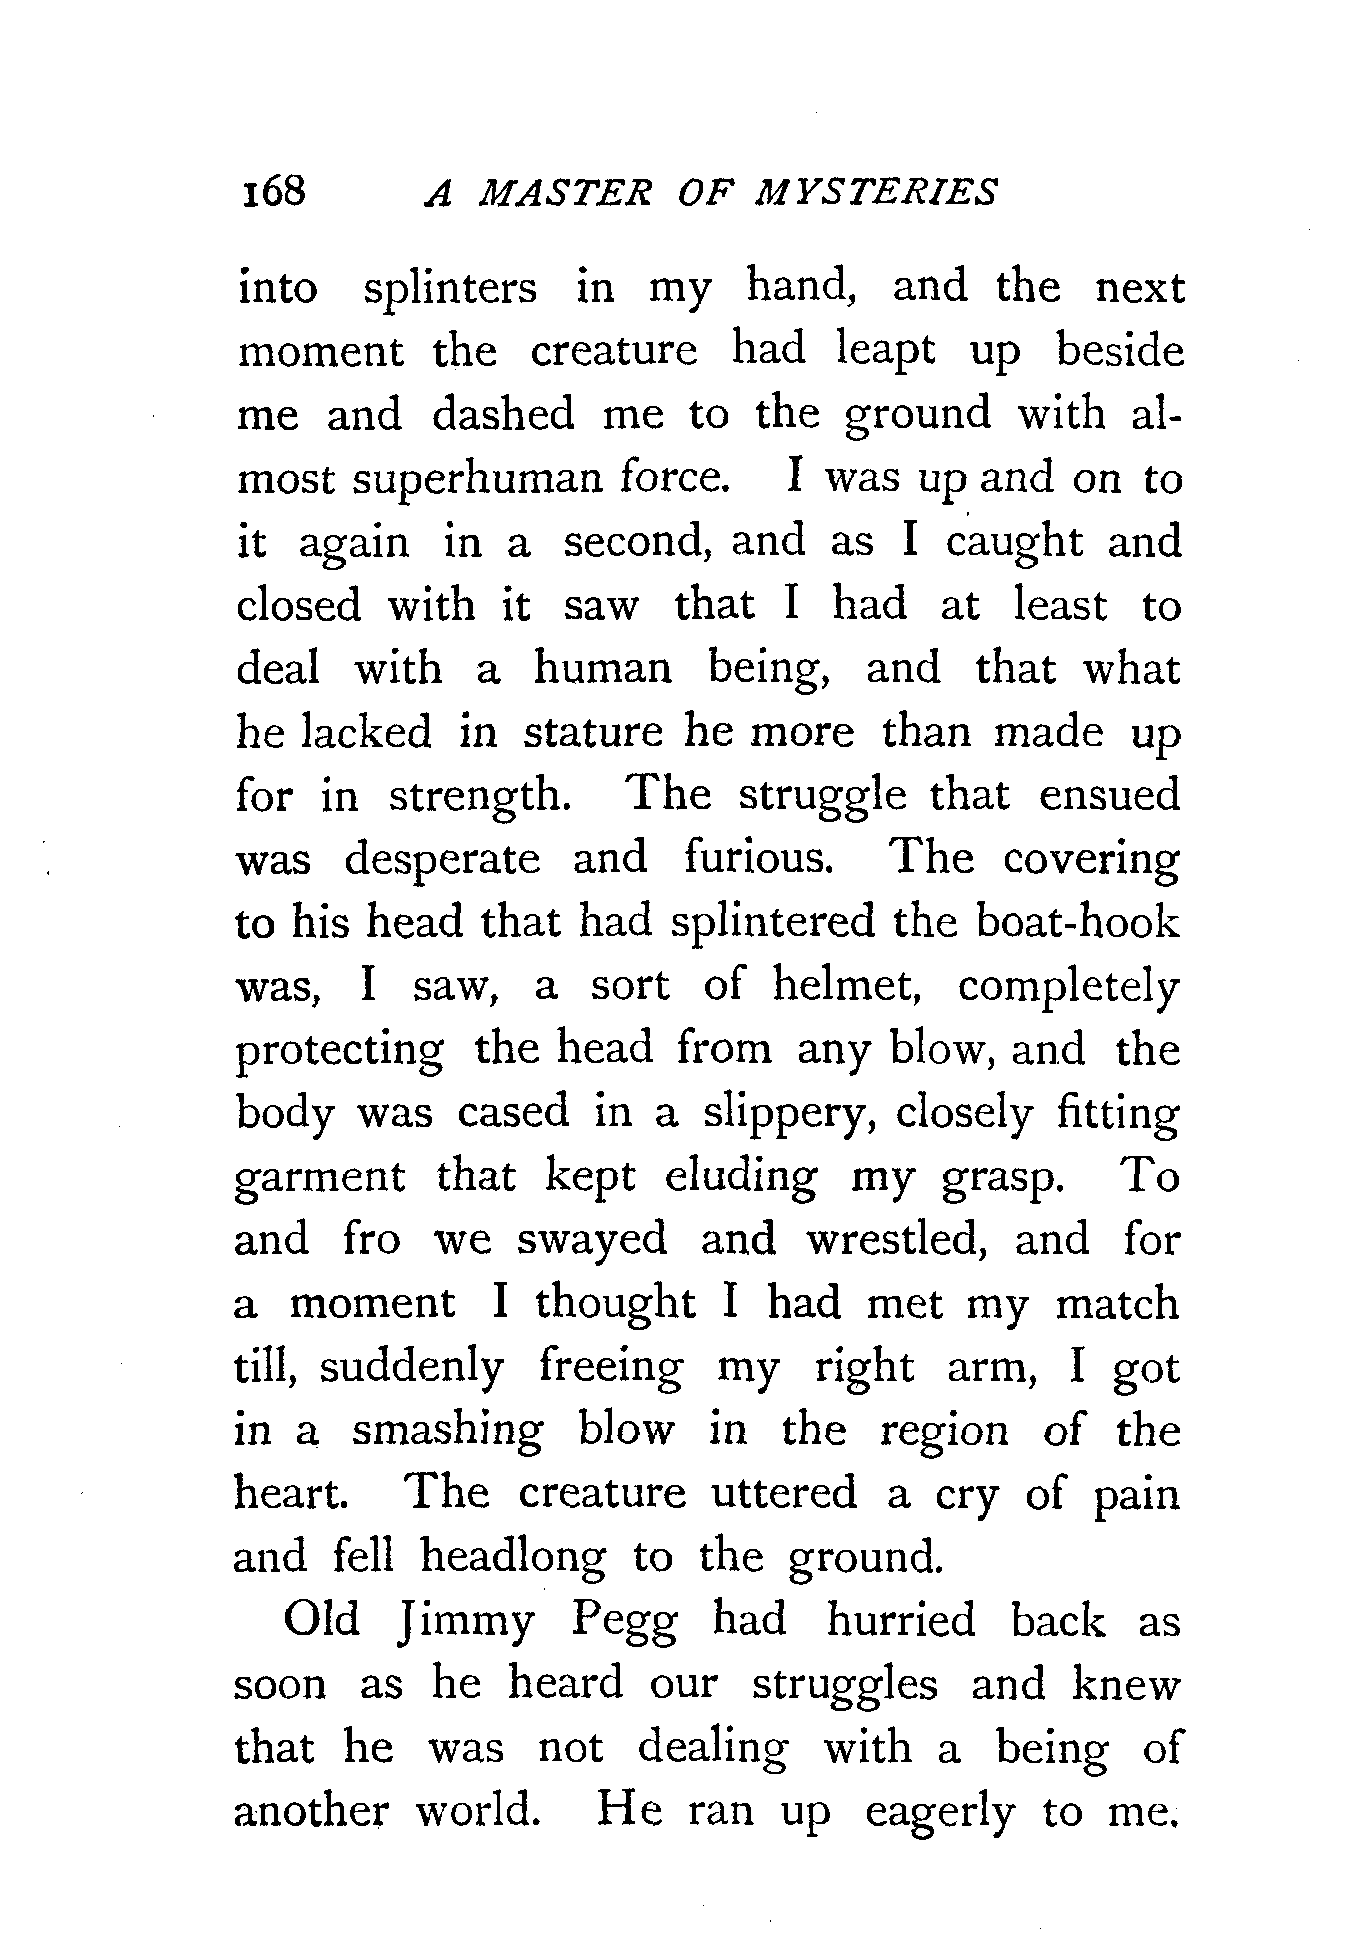 168 A MASTER OF MYSTERIES
into splinters in my hand, and the next
moment the creature had leapt up beside
me and dashed me to the ground with al-
most superhuman force. I was up and on to
it again in a second, and as I caught and
closed with it saw that I had at least to
deal with a human being, and that what
he lacked in stature he more than made up
for in strength. The struggle that ensued
was desperate and furious. The covering
to his head that had splintered the boat-hook
was, I saw, a sort of helmet, completely
protecting the head from any blow, and the
body was cased in a slippery, closely fitting
garment that kept eluding my grasp. To
and fro we swayed and wrestled, and for
a moment I thought I had met my match
till, suddenly freeing my right arm, I got
in a smashing blow in the region of the
heart. The creature uttered a cry of pain
and fell headlong to the ground.
Old Jimmy Pegg had hurried back as
soon as he heard our struggles and knew
that he was not dealing with a being of
another world. He ran up eagerly to me.